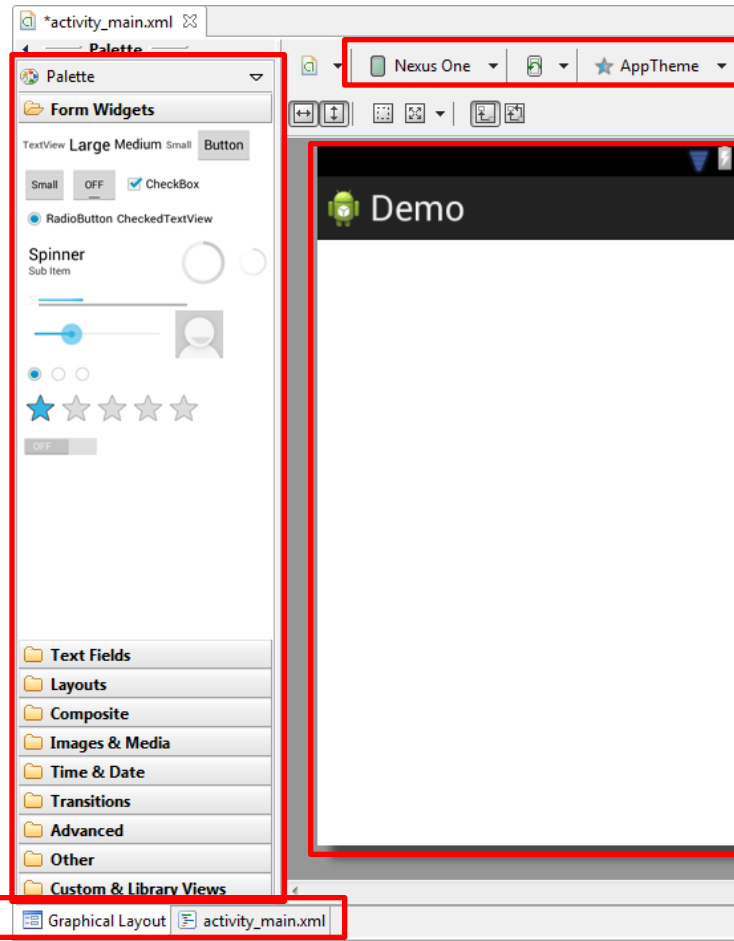 *activity_main.xml
Palette
Palette
Nexus One
AppTheme
Form Widgets
TextView Large Medium Small Button
Small OFF CheckBox
RadioButton CheckedTextView
Spinner
Sub Item
OFF
Demo
Text Fields
Layouts
Composite
Images & Media
Time & Date
Transitions
Advanced
Other
Custom & Library Views
Graphical Layout activity_main.xml